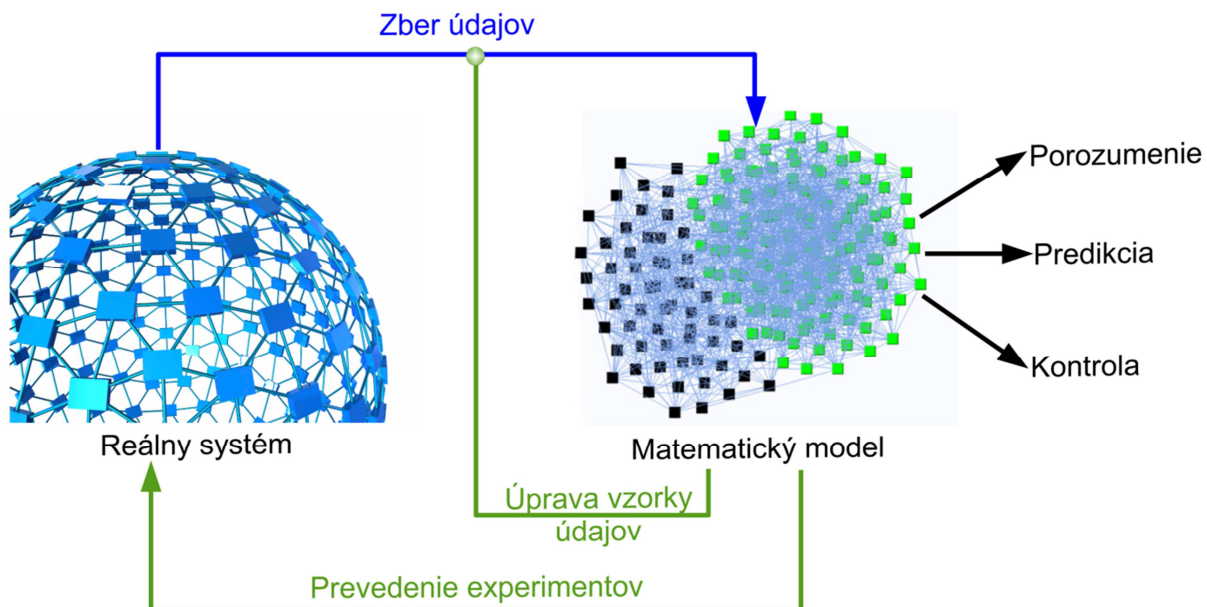 Zber údajov
Porozumenie
Predikcia
Kontrola
Reálny systém
Matematický model
Úprava vzorky
údajov
Prevedenie experimentov